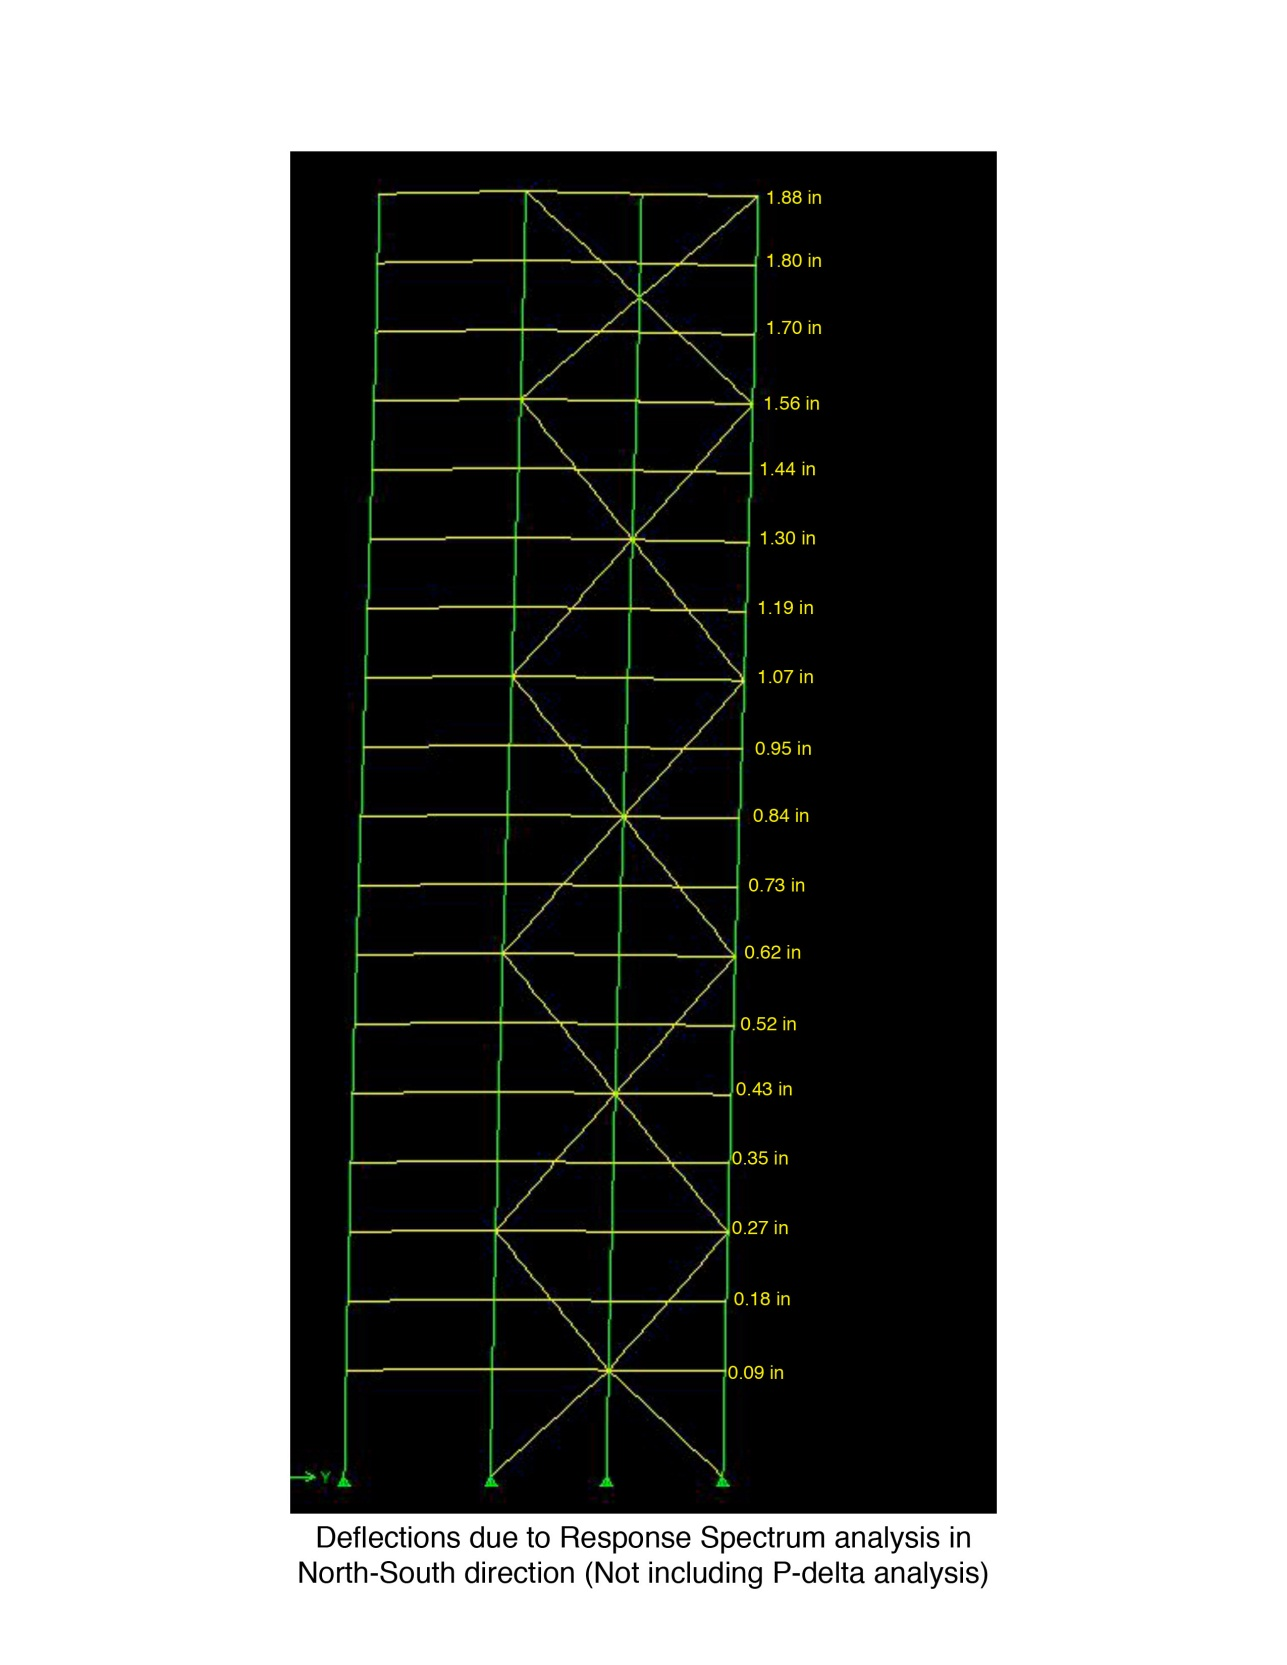 1.88 in
1.80 in
1.70 in
1.56 in
1.44 in
1.30 in
1.19 in
1.07 in
0.95 in
0.84 in
0.73 in
0.62 in
0.52 in
0.43 in
0.35 in
0.27 in
0.18 in
0.09 in
Y
Deflections due to Response Spectrum analysis in
North-South direction (Not including P-delta analysis)